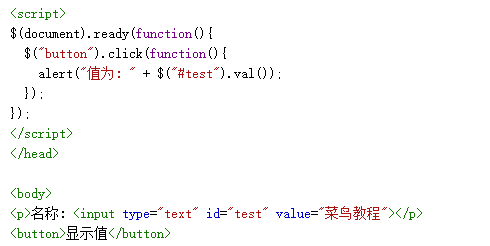 <script>
$(document).ready(function(){
  $("button").click(function(){
    alert("值为: " + $("#test").val());
  });
});
</script>
</head>

<body>
<p>名称: <input type="text" id="test" value="菜鸟教程"></p>
<button>显示值</button>